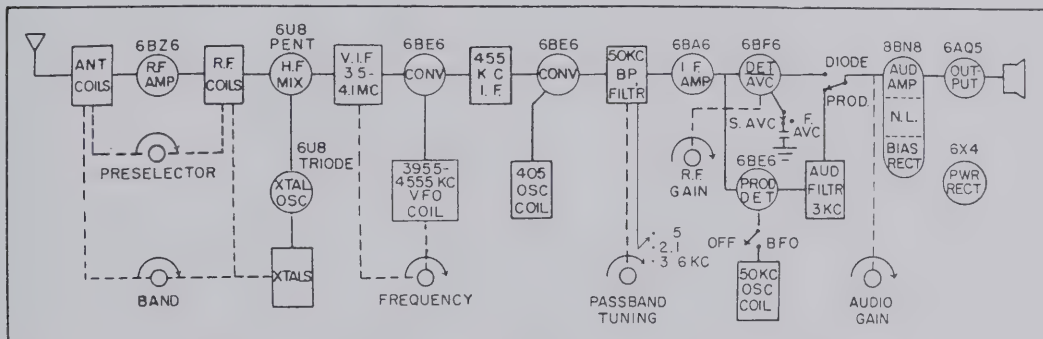 6BZ6
6U8
PENT
6BE6
6BE6
6BA6
6BF6
8BN8
6AQ5
ANT
COILS
R.F.
AMP
R.F.
COILS
H.F.
MIX
V.I.F
3.5-
4.1MC
CONV
455
KC
I.F.
CONV
50KC
BP.
FILTR
I F.
AMP
DET
AVC
DIODE
PROD.
AUD
AMP
N.L.
BIAS
RECT
OUT-
PUT
PRESELECTOR
6U8
TRIODE
XTAL
OSC
XTALS
BAND
3955-
4555 KC
VFO
COIL
FREQUENCY
405
OSC
COIL
.5
2.1
3.6 KC
PASSBAND
TUNING
R.F.
GAIN
S. AVC
F.
AVC
6BE6
PROD
DET
AUD
FILTR
3KC
OFF
BFO
50KC
OSC
COIL
AUDIO
GAIN
6X4
PWR
RECT